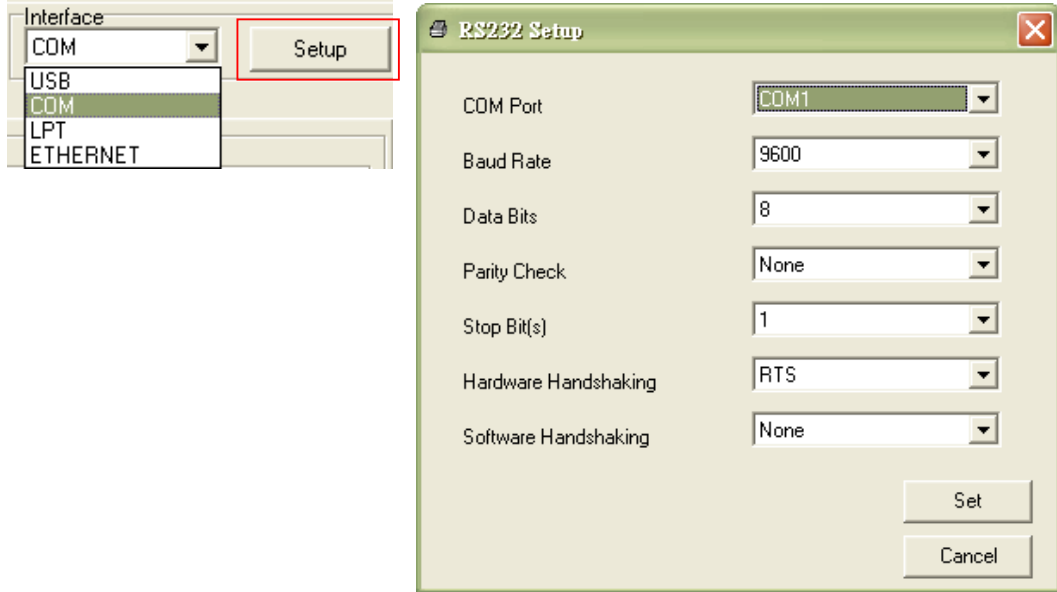 Interface
COM
Setup
USB
COM
LPT
ETHERNET
RS232 Setup
COM Port COM1
Baud Rate 9600
Data Bits 8
Parity Check None
Stop Bit(s) 1
Hardware Handshaking RTS
Software Handshaking None
Set
Cancel